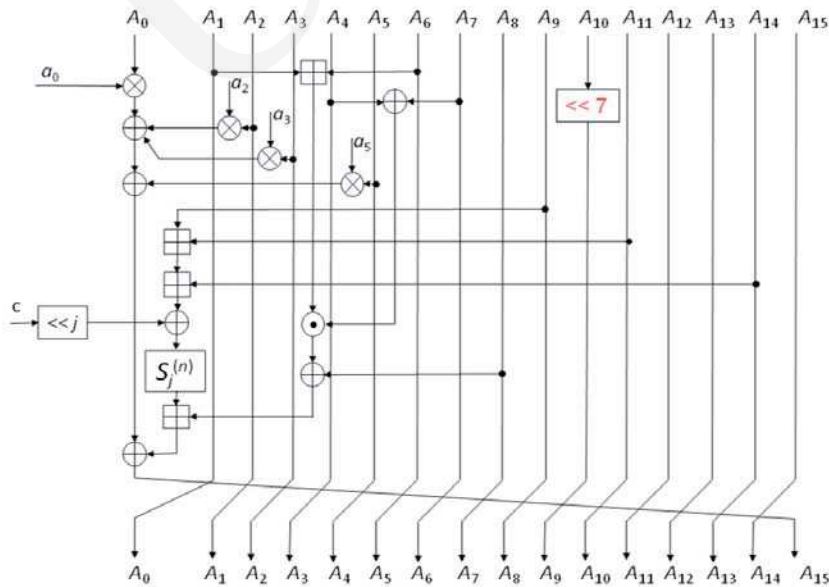 A₀ A₁ A₂ A₃ A₄ A₅ A₆ A₇ A₈ A₉ A₁₀ A₁₁ A₁₂ A₁₃ A₁₄ A₁₅
a₀
a₂
<< 7
a₃
a₅
c
<< j
Sⱼ⁽ⁿ⁾
A₀ A₁ A₂ A₃ A₄ A₅ A₆ A₇ A₈ A₉ A₁₀ A₁₁ A₁₂ A₁₃ A₁₄ A₁₅